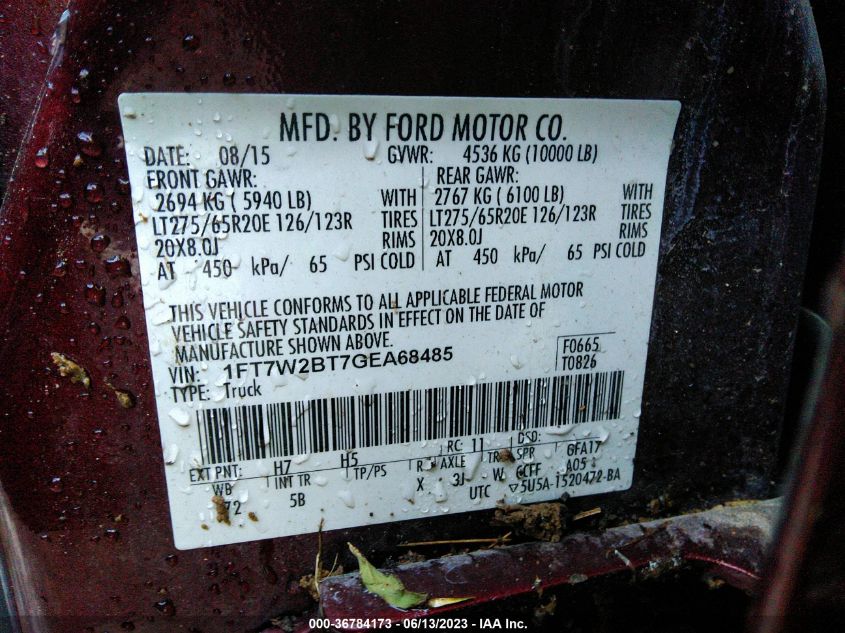 MFD. BY FORD MOTOR CO.
DATE: 08/15 GVWR: 4536 KG (10000 LB)
FRONT GAWR: REAR GAWR:
2694 KG ( 5940 LB) WITH 2767 KG ( 6100 LB) WITH
LT275/65R20E 126/123R TIRES LT275/65R20E 126/123R TIRES
20X8.0J RIMS 20X8.0J RIMS
AT 450 kPa/ 65 PSI COLD AT 450 kPa/ 65 PSI COLD
THIS VEHICLE CONFORMS TO ALL APPLICABLE FEDERAL MOTOR
VEHICLE SAFETY STANDARDS IN EFFECT ON THE DATE OF
MANUFACTURE SHOWN ABOVE.
VIN: 1FT7W2BT7GEA68485 F0665
TYPE: Truck T0826
EXT PNT: H7 H5 RC: 11 DSO:
WB INT TR TP/PS R AXLE TR SPR GFA17
72 5B X 3J W GCFF A05
UTC ▽5U5A-1520472-BA
000-36784173 - 06/13/2023 - IAA Inc.